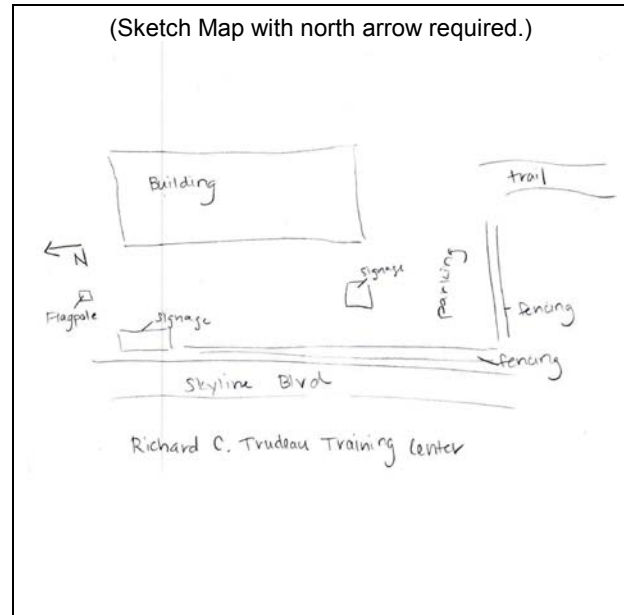 (Sketch Map with north arrow required.)
Building
trail
N
signage
parking
Flagpole
signage
fencing
fencing
Skyline Blvd
Richard C. Trudeau Training Center